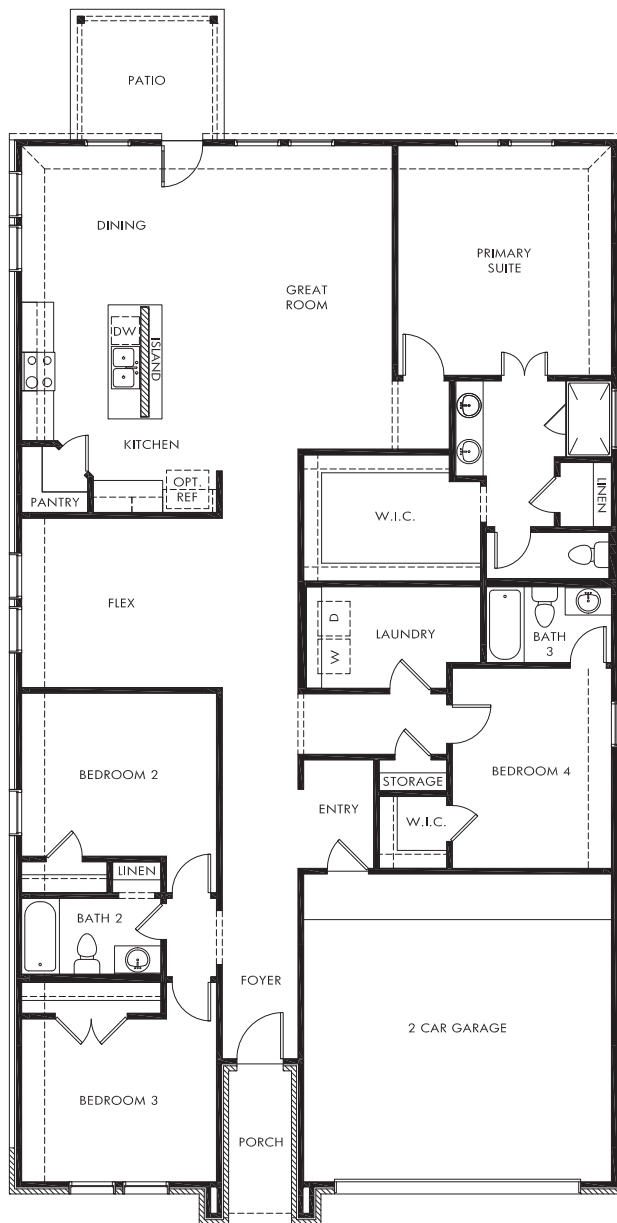 PATIO
DINING
PRIMARY
SUITE
GREAT
ROOM
DW
ISLAND
KITCHEN
OPT.
REF
PANTRY
W.I.C.
LINEN
FLEX
D
W
LAUNDRY
BATH
3
BEDROOM 2
BEDROOM 4
STORAGE
ENTRY
W.I.C.
LINEN
BATH 2
FOYER
2 CAR GARAGE
BEDROOM 3
PORCH